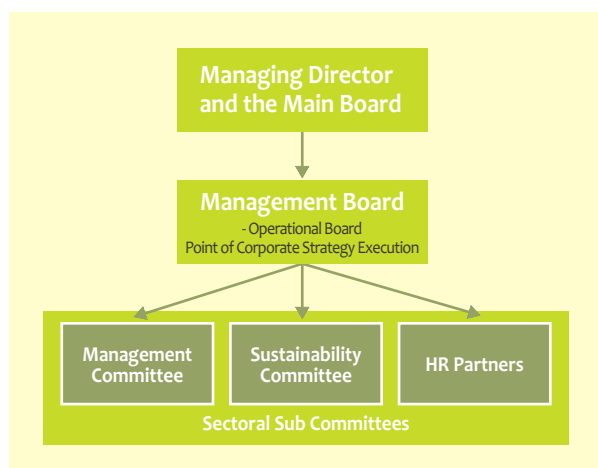 Managing Director
and the Main Board
Management Board
- Operational Board
Point of Corporate Strategy Execution
Management
Committee
Sustainability
Committee
HR Partners
Sectoral Sub Committees